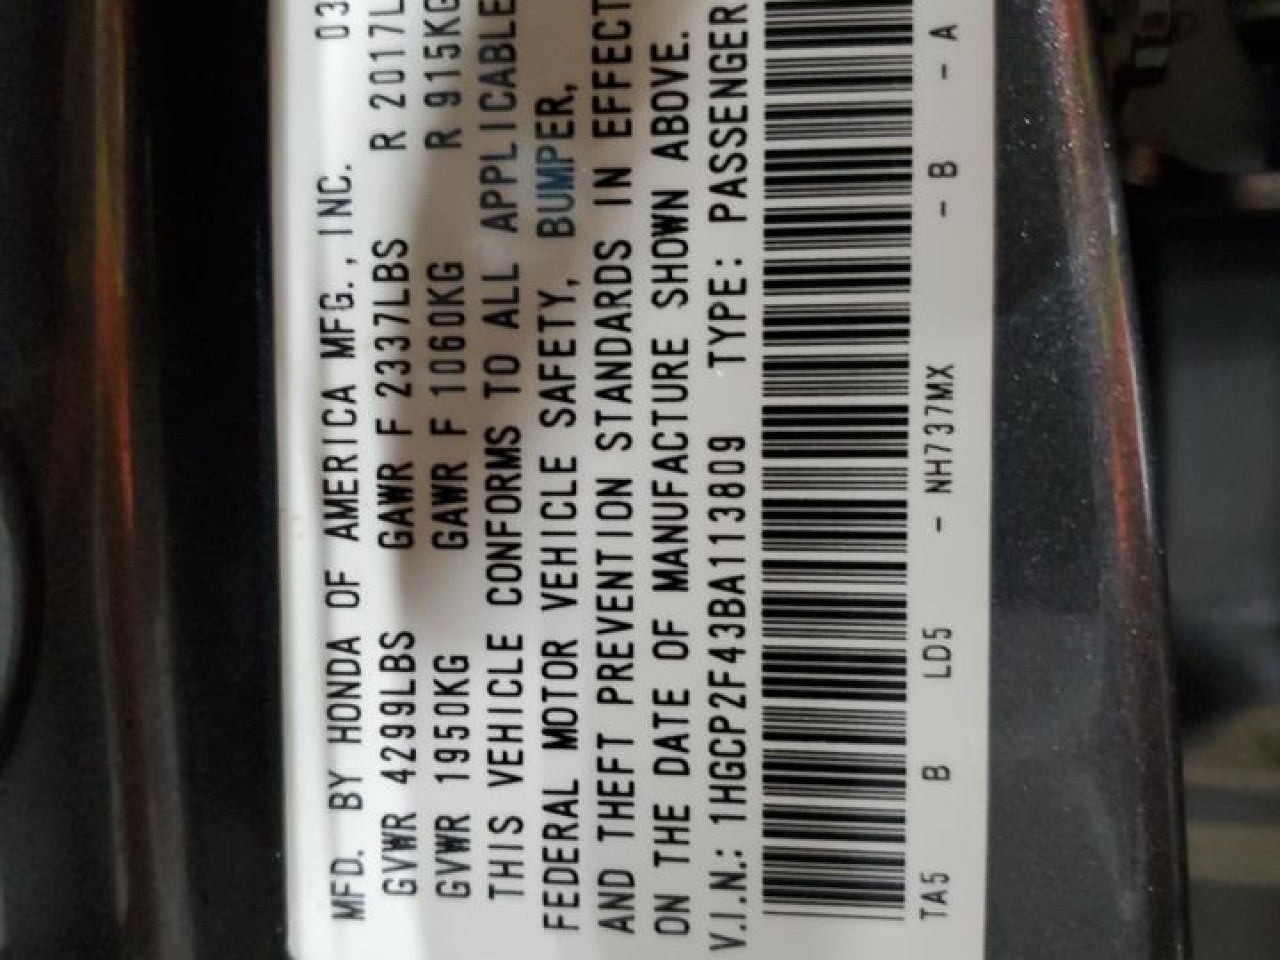 MFD. BY HONDA OF AMERICA MFG., INC. 03
GVWR 4299LBS GAWR F 2337LBS R 2017L
GVWR 1950KG GAWR F 1060KG R 915KG
THIS VEHICLE CONFORMS TO ALL APPLICABLE
FEDERAL MOTOR VEHICLE SAFETY, BUMPER,
AND THEFT PREVENTION STANDARDS IN EFFECT
ON THE DATE OF MANUFACTURE SHOWN ABOVE.
V.I.N.: 1HGCP2F43BA113809 TYPE: PASSENGER
TA5 B LD5 - NH737MX - B - A